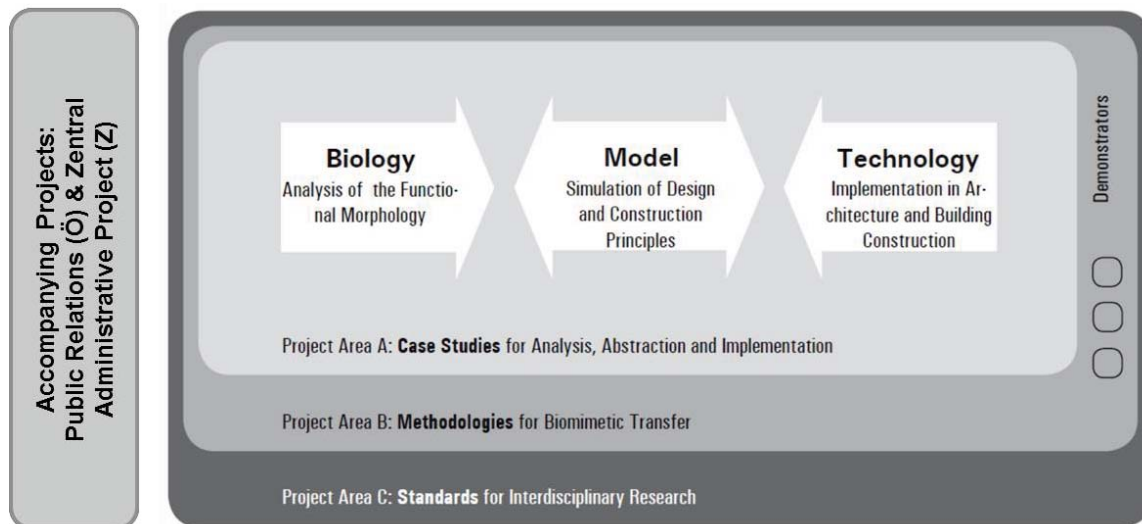 Accompanying Projects:
Public Relations (Ö) & Zentral
Administrative Project (Z)
Biology
Analysis of the Functio-
nal Morphology
Model
Simulation of Design
and Construction
Principles
Technology
Implementation in Ar-
chitecture and Building
Construction
Demonstrators
Project Area A: Case Studies for Analysis, Abstraction and Implementation
Project Area B: Methodologies for Biomimetic Transfer
Project Area C: Standards for Interdisciplinary Research